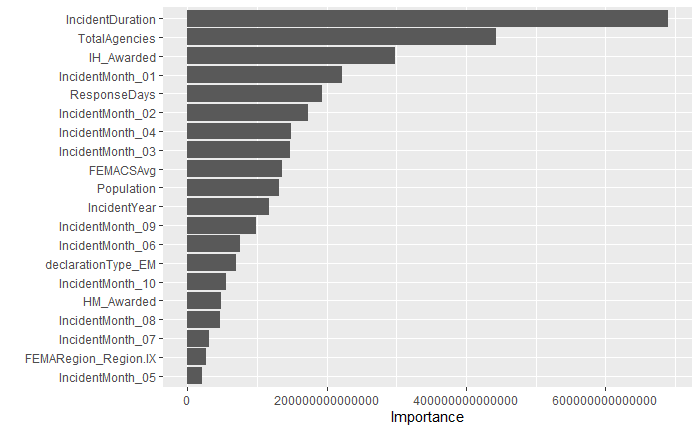 IncidentDuration
TotalAgencies
IH_Awarded
IncidentMonth_01
ResponseDays
IncidentMonth_02
IncidentMonth_04
IncidentMonth_03
FEMACSAvg
Population
IncidentYear
IncidentMonth_09
IncidentMonth_06
declarationType_EM
IncidentMonth_10
HM_Awarded
IncidentMonth_08
IncidentMonth_07
FEMARegion_Region.IX
IncidentMonth_05
0 200000000000000 400000000000000 600000000000000
Importance